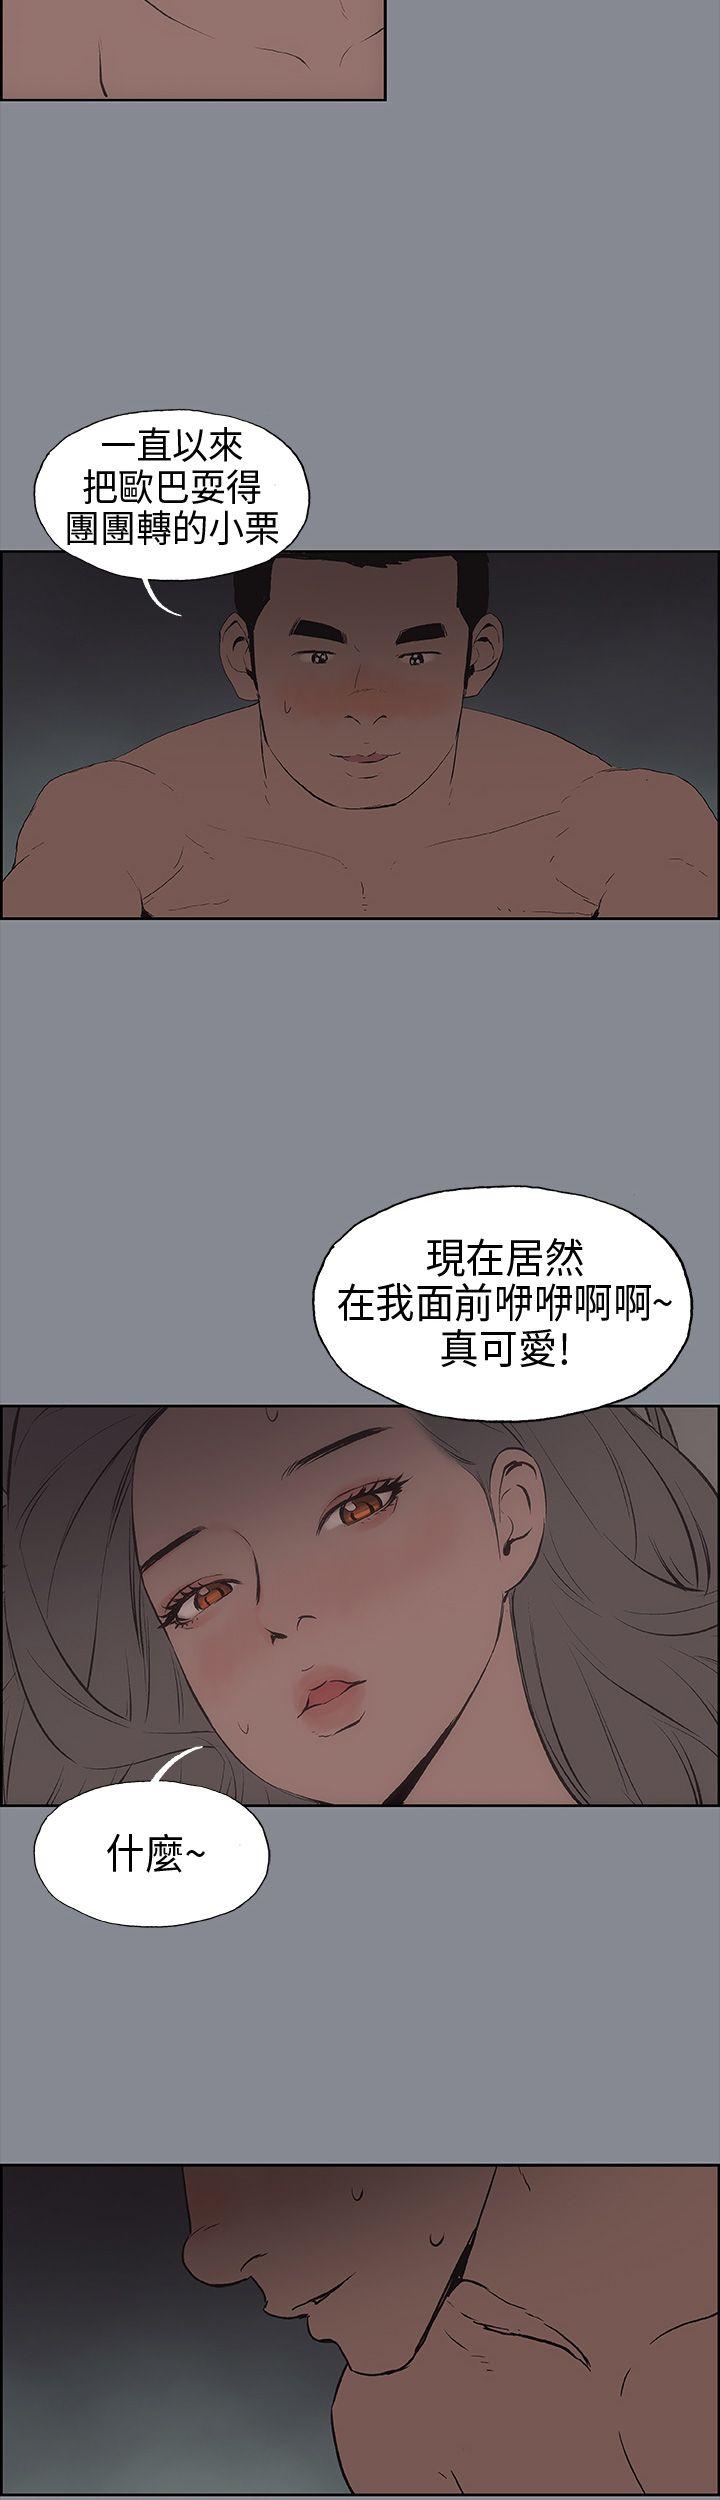 一直以來
把歐巴耍得
團團轉的小栗
現在居然
在我面前咿咿啊啊~
真可愛!
什麼~